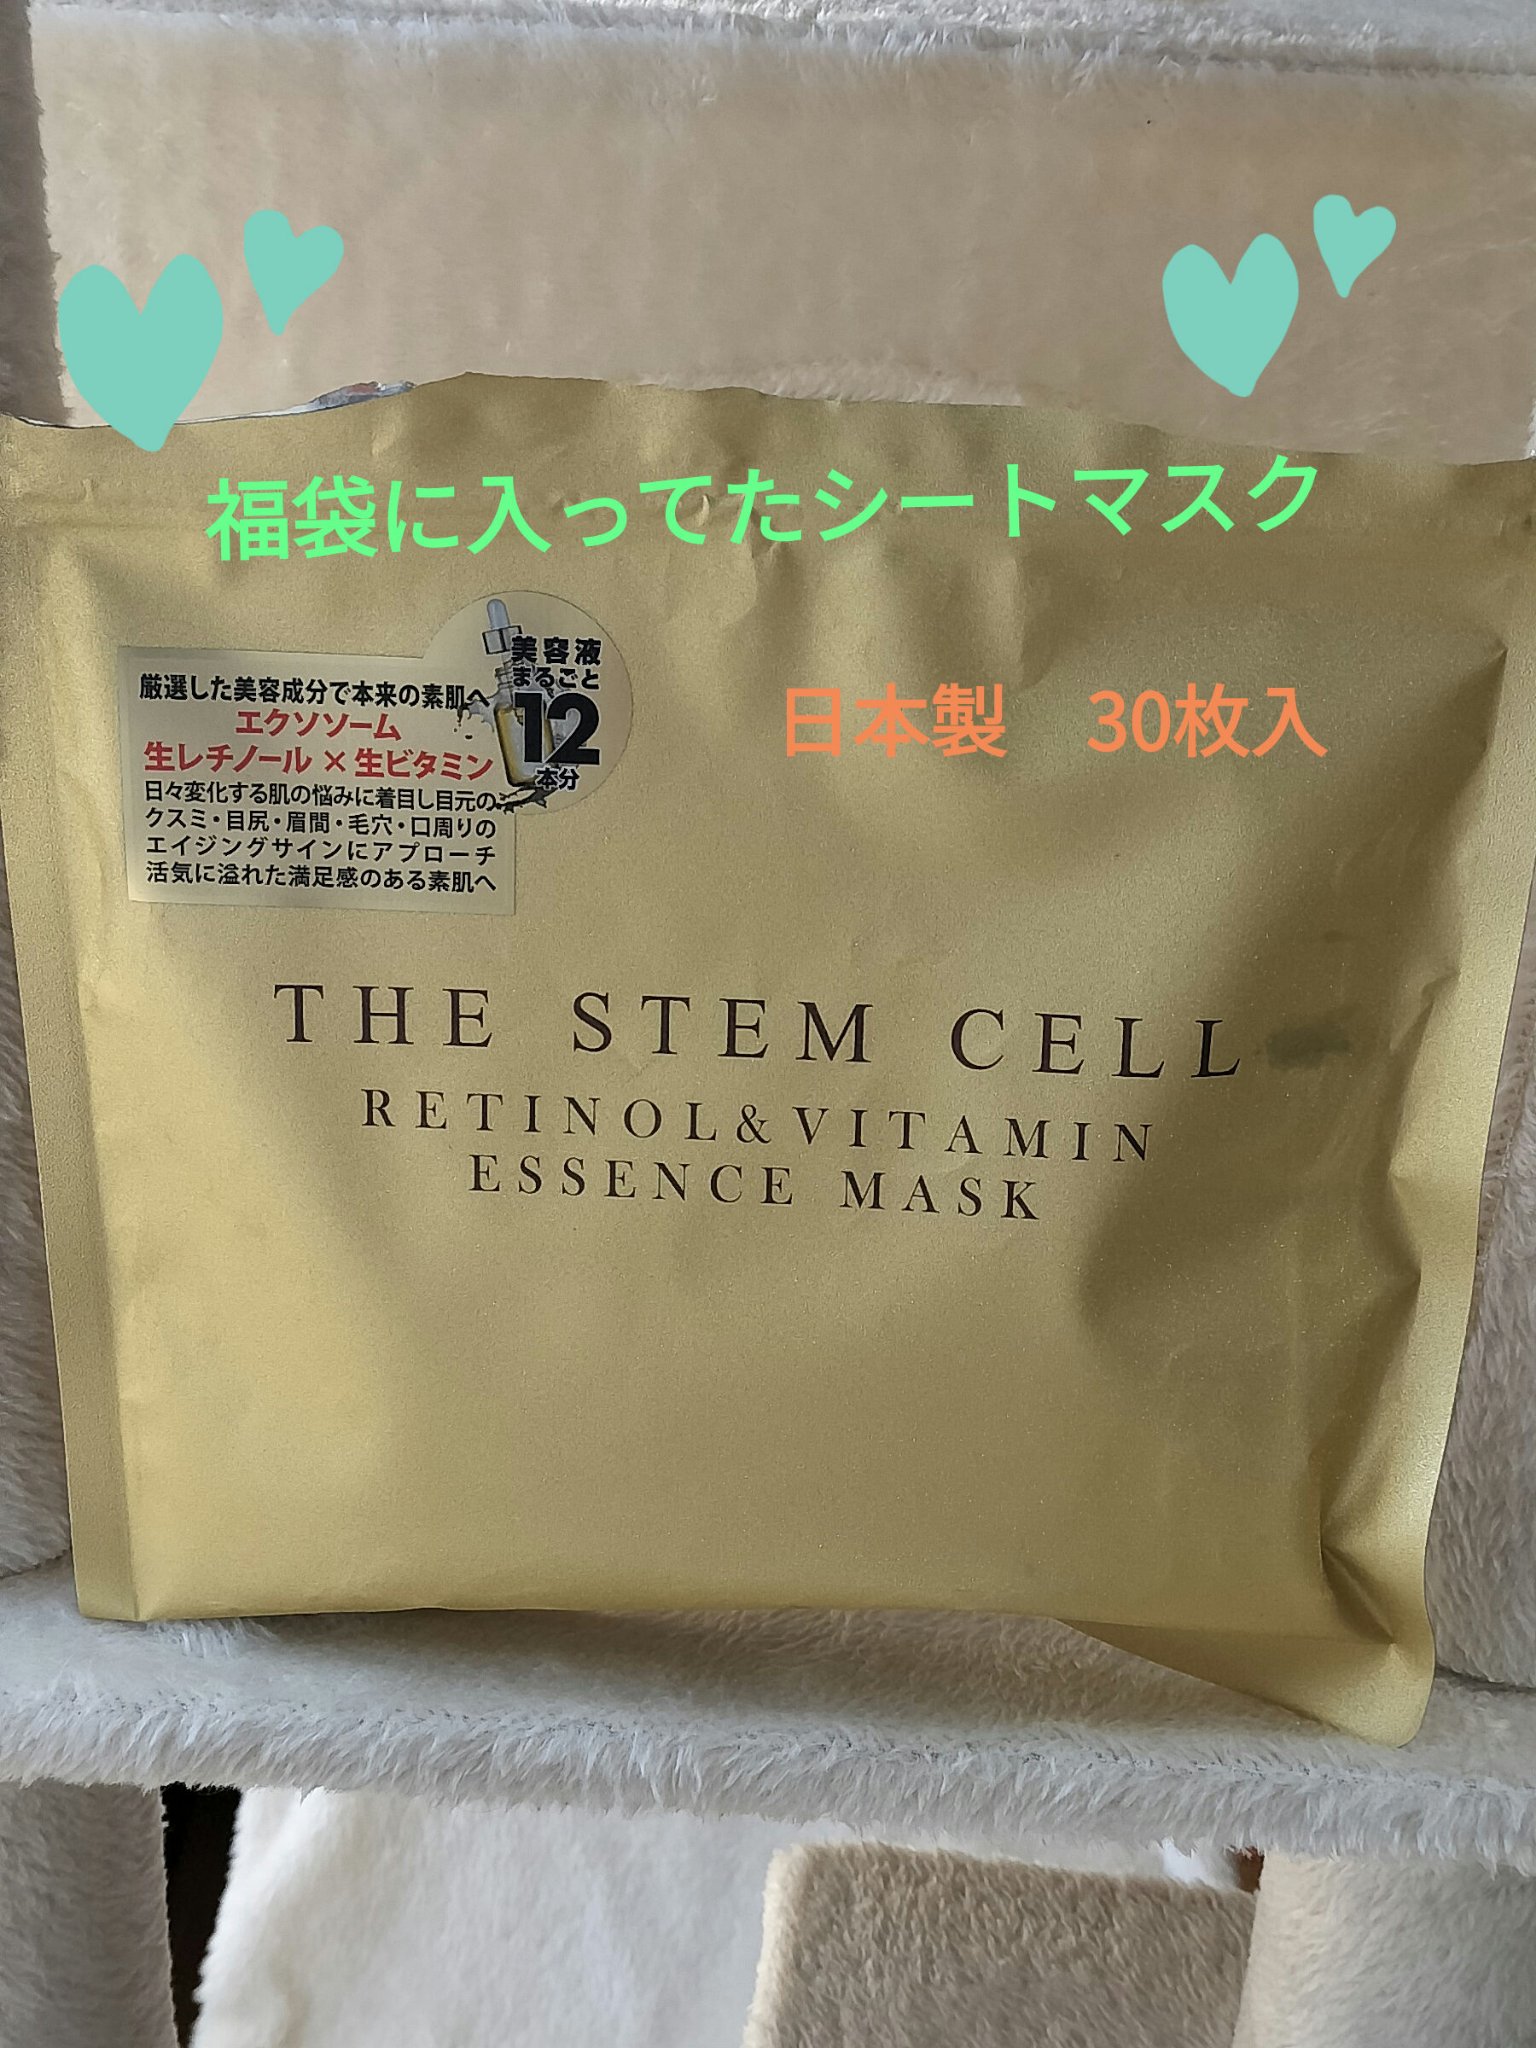 福袋に入ってたシートマスク
日本製　30枚入
美容液
まるごと
12
本分
厳選した美容成分で本来の素肌へ
エクソソーム
生レチノール×生ビタミン
日々変化する肌の悩みに着目し目元の
クスミ・目尻・眉間・毛穴・口周りの
エイジングサインにアプローチ
活気に溢れた満足感のある素肌へ
THE STEM CELL
RETINOL&VITAMIN
ESSENCE MASK